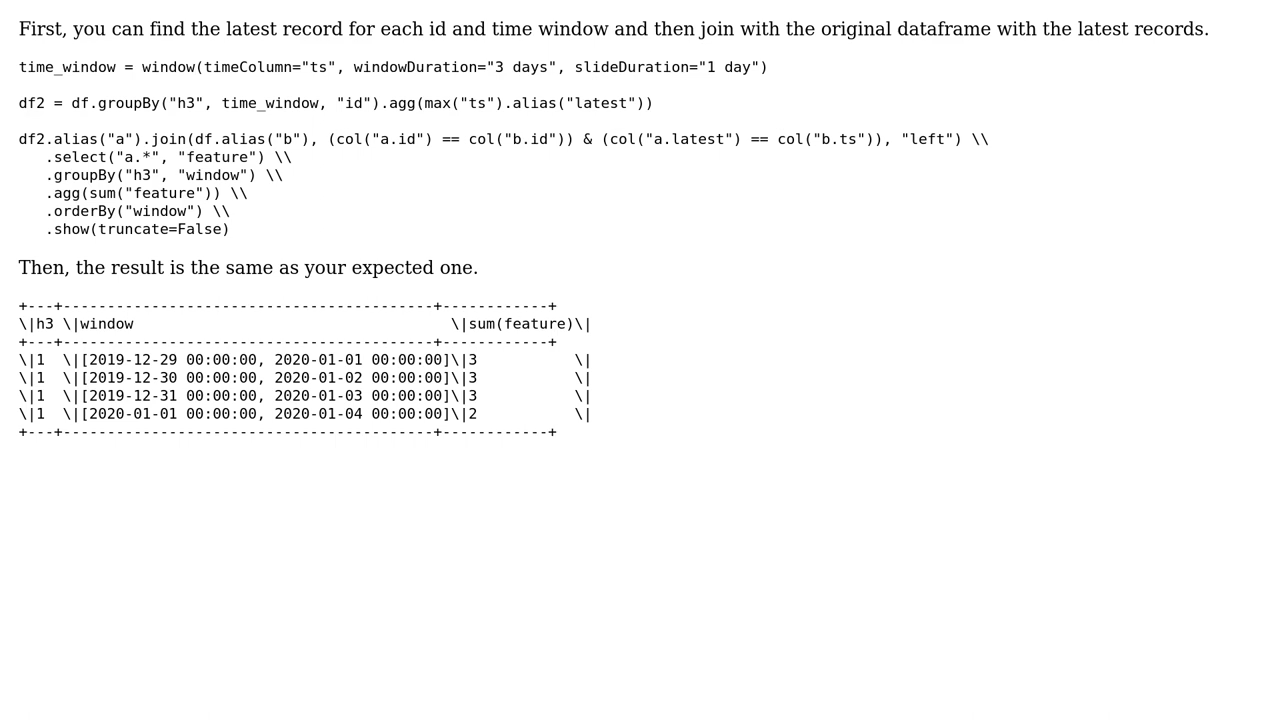 First, you can find the latest record for each id and time window and then join with the original dataframe with the latest records.
time_window = window(timeColumn="ts", windowDuration="3 days", slideDuration="1 day")
df2 = df.groupBy("h3", time_window, "id").agg(max("ts").alias("latest"))
df2.alias("a").join(df.alias("b"), (col("a.id") == col("b.id")) & (col("a.latest") == col("b.ts")), "left") \\
   .select("a.*", "feature") \\
   .groupBy("h3", "window") \\
   .agg(sum("feature")) \\
   .orderBy("window") \\
   .show(truncate=False)
Then, the result is the same as your expected one.
+---+------------------------------------------+------------+
\|h3 \|window                                    \|sum(feature)\|
+---+------------------------------------------+------------+
\|1  \|[2019-12-29 00:00:00, 2020-01-01 00:00:00]\|3           \|
\|1  \|[2019-12-30 00:00:00, 2020-01-02 00:00:00]\|3           \|
\|1  \|[2019-12-31 00:00:00, 2020-01-03 00:00:00]\|3           \|
\|1  \|[2020-01-01 00:00:00, 2020-01-04 00:00:00]\|2           \|
+---+------------------------------------------+------------+